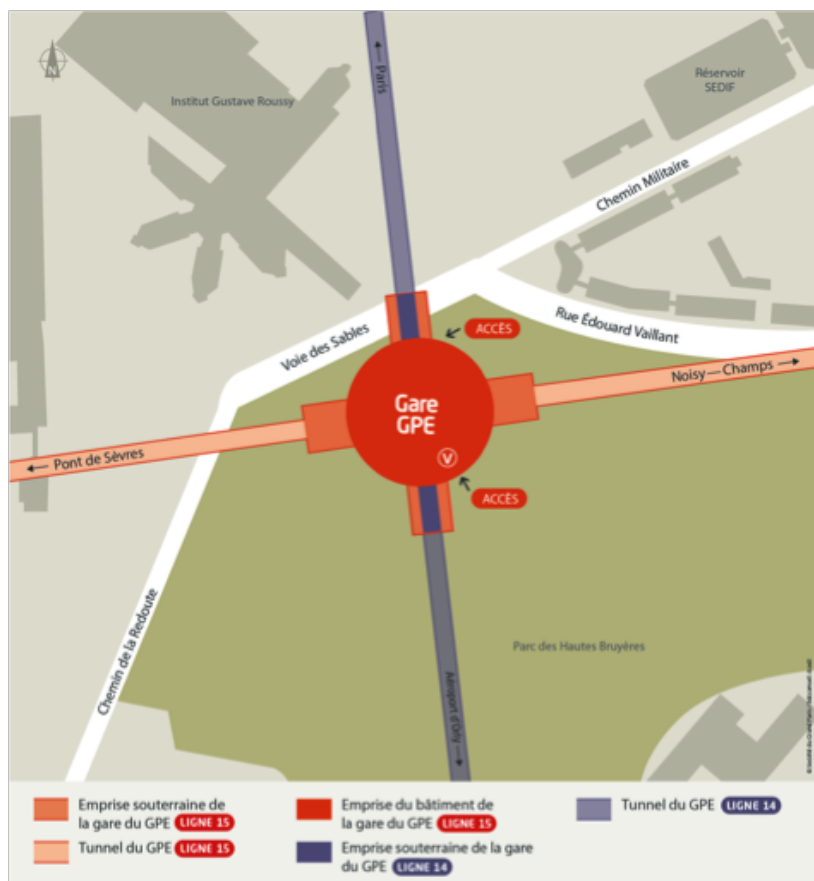 N
Paris
Institut Gustave Roussy
Réservoir
SEDIF
Chemin Militaire
Voie des Sables
ACCÈS
Rue Édouard Vaillant
Noisy—Champs
Gare
GPE
V
Pont de Sèvres
ACCÈS
Chemin de la Redoute
Parc des Hautes Bruyères
Aéroport d'Orly
Emprise souterraine de
la gare du GPE LIGNE 15
Tunnel du GPE LIGNE 15
Emprise du bâtiment de
la gare du GPE LIGNE 15
Emprise souterraine de la gare
du GPE LIGNE 14
Tunnel du GPE LIGNE 14